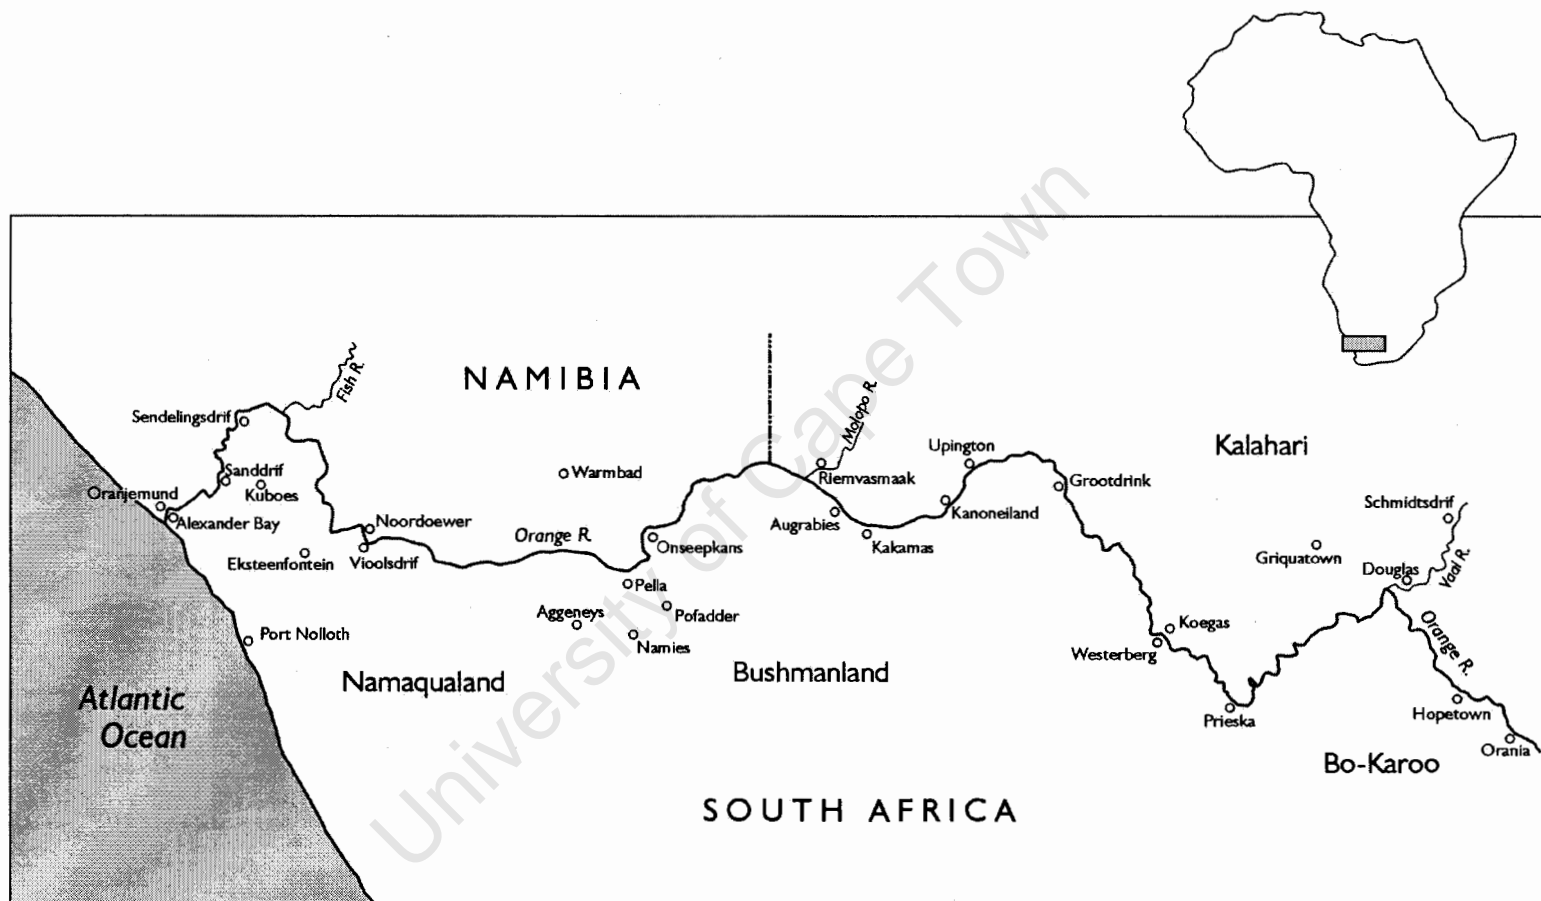 NAMIBIA
Fish R.
Sendelingsdrif
Molopo R.
Upington
Kalahari
Sanddrif
Warmbad
Riemvasmaak
Kuboes
Grootdrink
Oranjemund
Kanoneiland
Schmidtsdrif
Alexander Bay
Noordoewer
Augrabies
Orange R.
Onseepkans
Kakamas
Griquatown
Eksteenfontein
Vioolsdrif
Douglas
Vaal R.
Pella
Aggeneys
Pofadder
Koegas
Orange R.
Port Nolloth
Namies
Westerberg
Namaqualand
Bushmanland
Atlantic
Ocean
Prieska
Hopetown
Orania
Bo-Karoo
SOUTH AFRICA
University of Cape Town